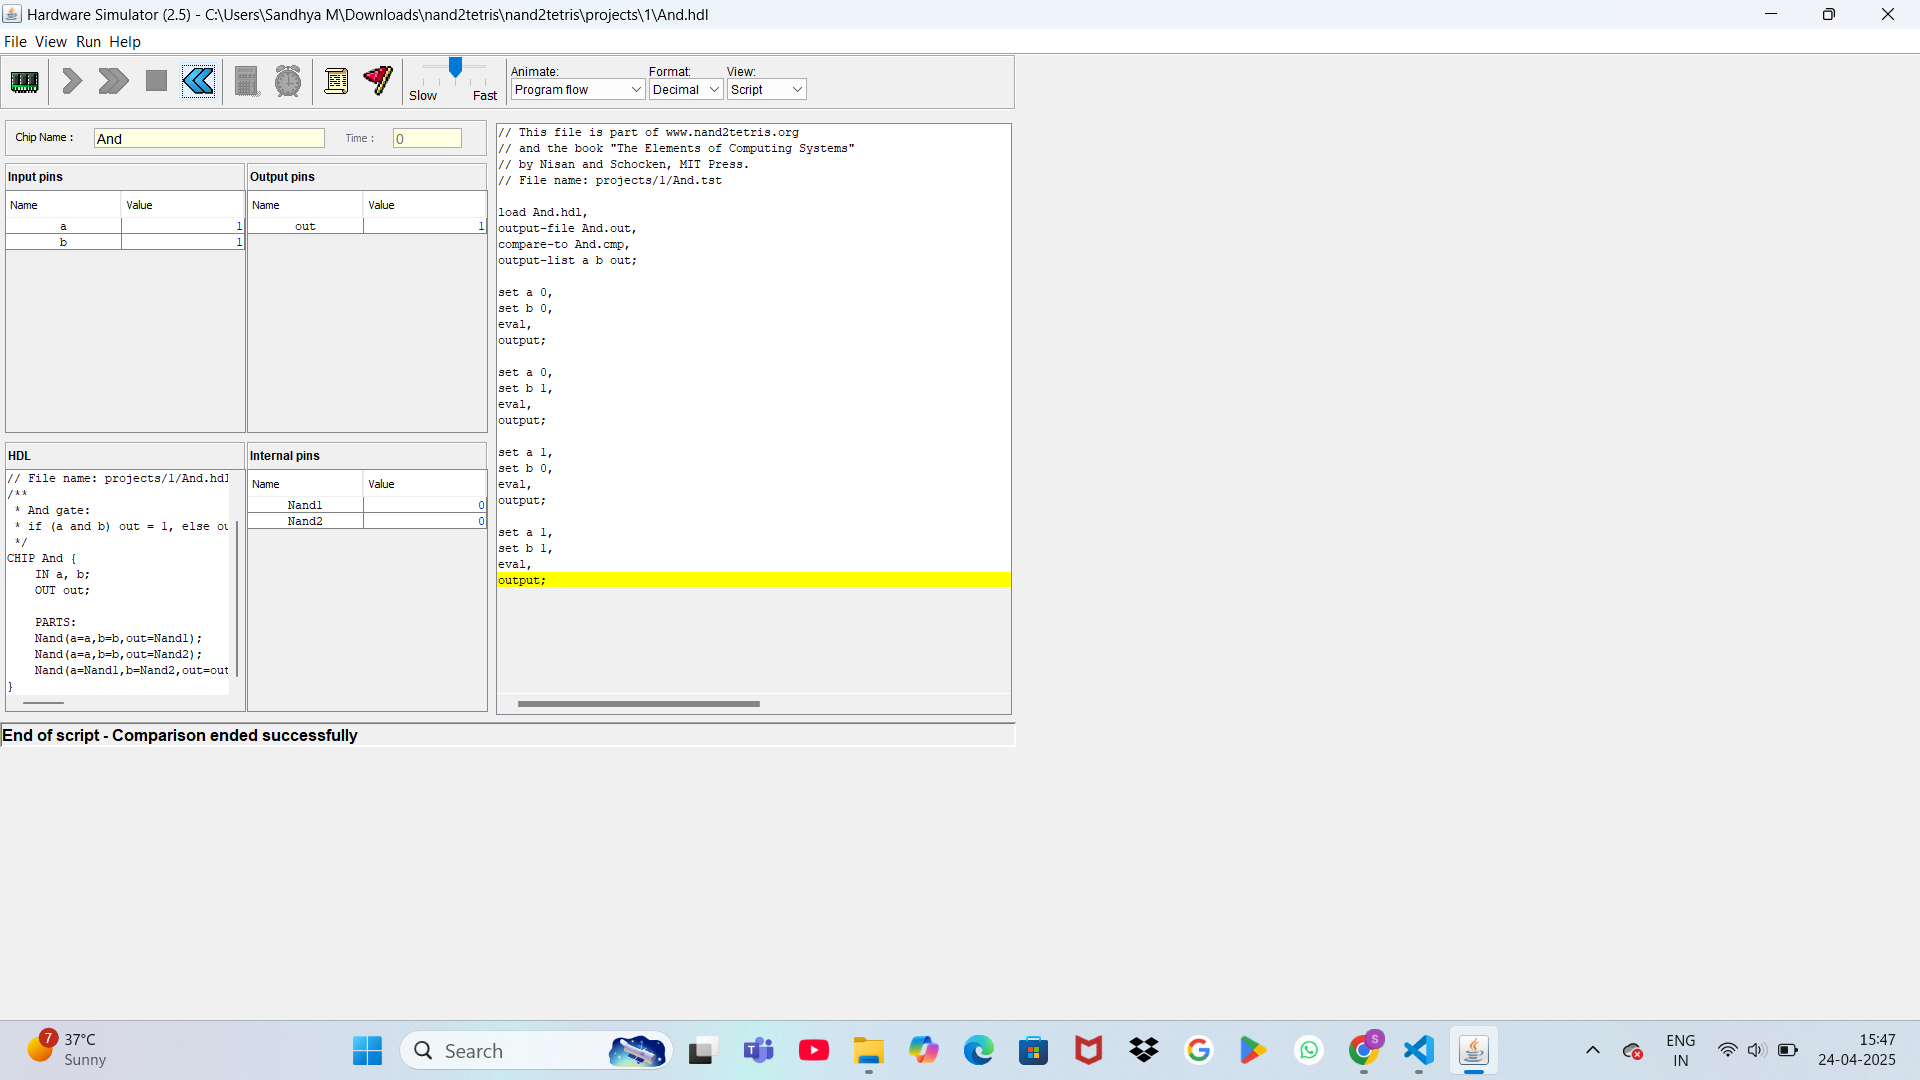 Hardware Simulator (2.5) - C:\Users\Sandhya M\Downloads\nand2tetris\nand2tetris\projects\1\And.hdl
File View Run Help
Slow Fast
Animate:
Program flow
Format:
Decimal
View:
Script
Chip Name :
And
Time :
0
Input pins
Name Value
a 1
b 1
Output pins
Name Value
out 1
HDL
// File name: projects/1/And.hdl
/**
* And gate:
* if (a and b) out = 1, else ou
*/
CHIP And {
IN a, b;
OUT out;
PARTS:
Nand(a=a,b=b,out=Nand1);
Nand(a=a,b=b,out=Nand2);
Nand(a=Nand1,b=Nand2,out=out
}
Internal pins
Name Value
Nand1 0
Nand2 0
// This file is part of www.nand2tetris.org
// and the book "The Elements of Computing Systems"
// by Nisan and Schocken, MIT Press.
// File name: projects/1/And.tst
load And.hdl,
output-file And.out,
compare-to And.cmp,
output-list a b out;
set a 0,
set b 0,
eval,
output;
set a 0,
set b 1,
eval,
output;
set a 1,
set b 0,
eval,
output;
set a 1,
set b 1,
eval,
output;
End of script - Comparison ended successfully
7
37°C
Sunny
Search
T
S
ENG
IN
15:47
24-04-2025